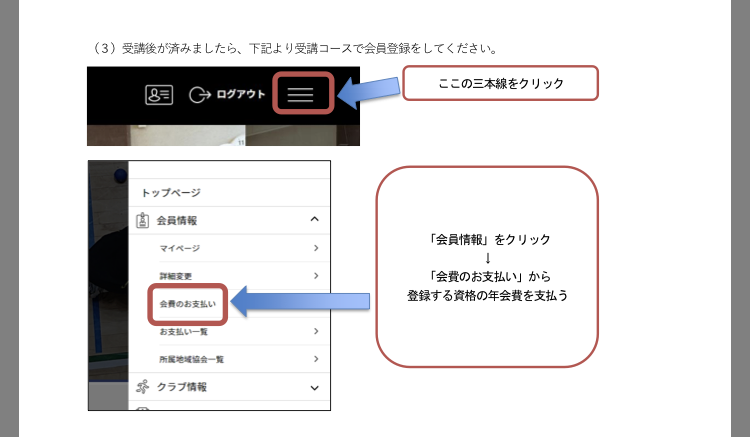 （3）受講後が済みましたら、下記より受講コースで会員登録をしてください。
ログアウト
ここの三本線をクリック
トップページ
会員情報
マイページ
詳細変更
会費のお支払い
お支払い一覧
所属地域協会一覧
クラブ情報
「会員情報」をクリック
↓
「会費のお支払い」から
登録する資格の年会費を支払う